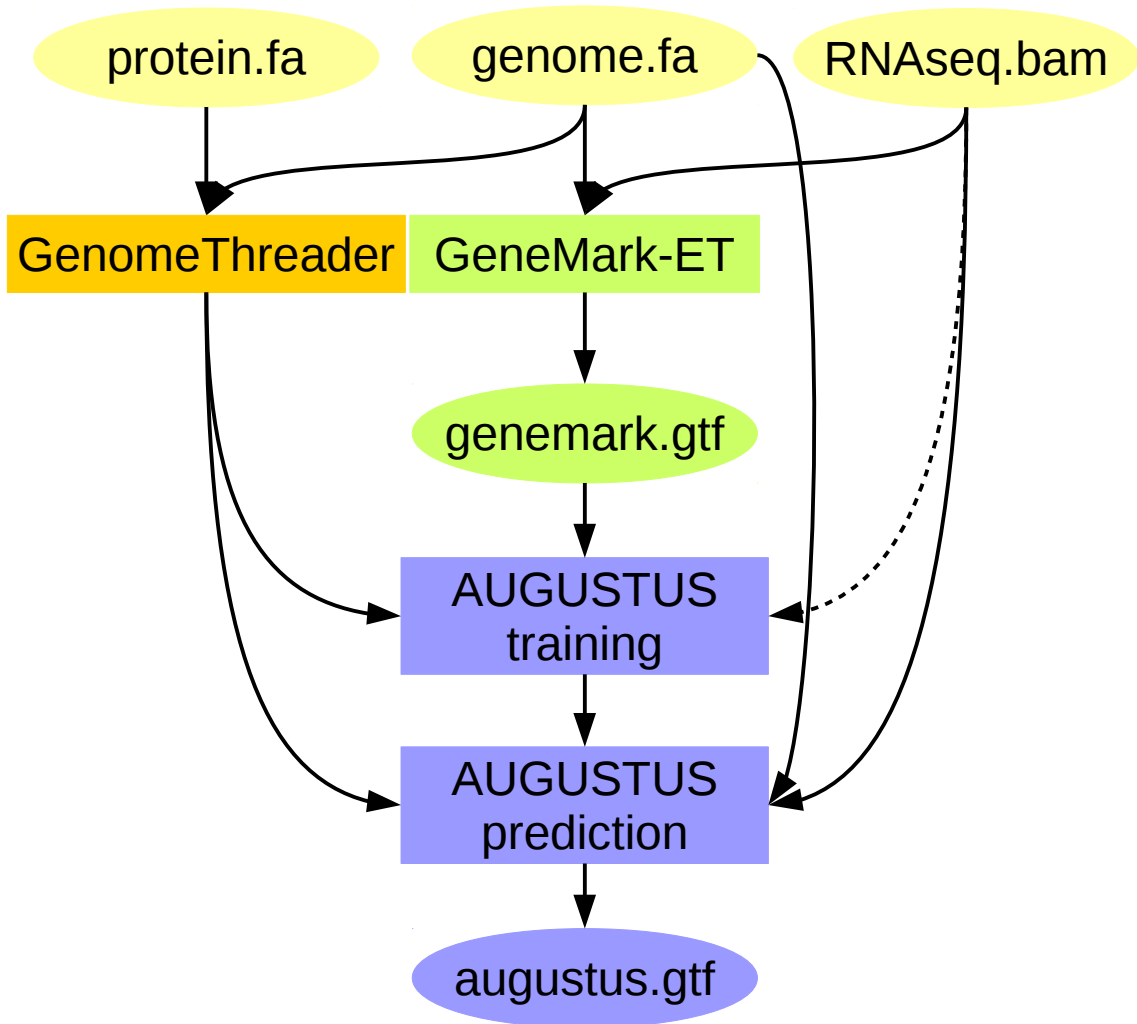 protein.fa
genome.fa
RNAseq.bam
GenomeThreader
GeneMark-ET
genemark.gtf
AUGUSTUS
training
AUGUSTUS
prediction
augustus.gtf